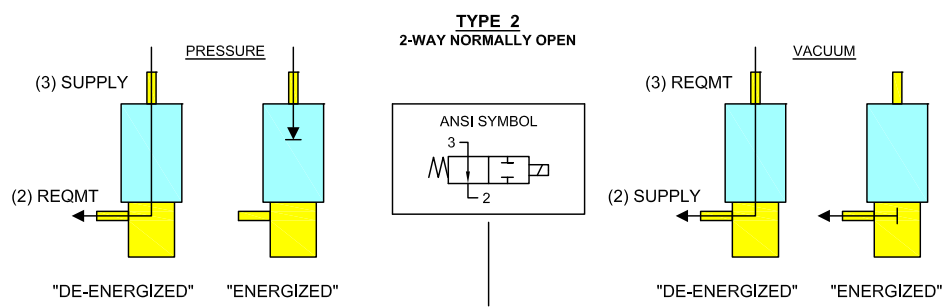 TYPE 2
2-WAY NORMALLY OPEN
PRESSURE
(3) SUPPLY
(2) REQMT
"DE-ENERGIZED" "ENERGIZED"
ANSI SYMBOL
3
2
VACUUM
(3) REQMT
(2) SUPPLY
"DE-ENERGIZED" "ENERGIZED"